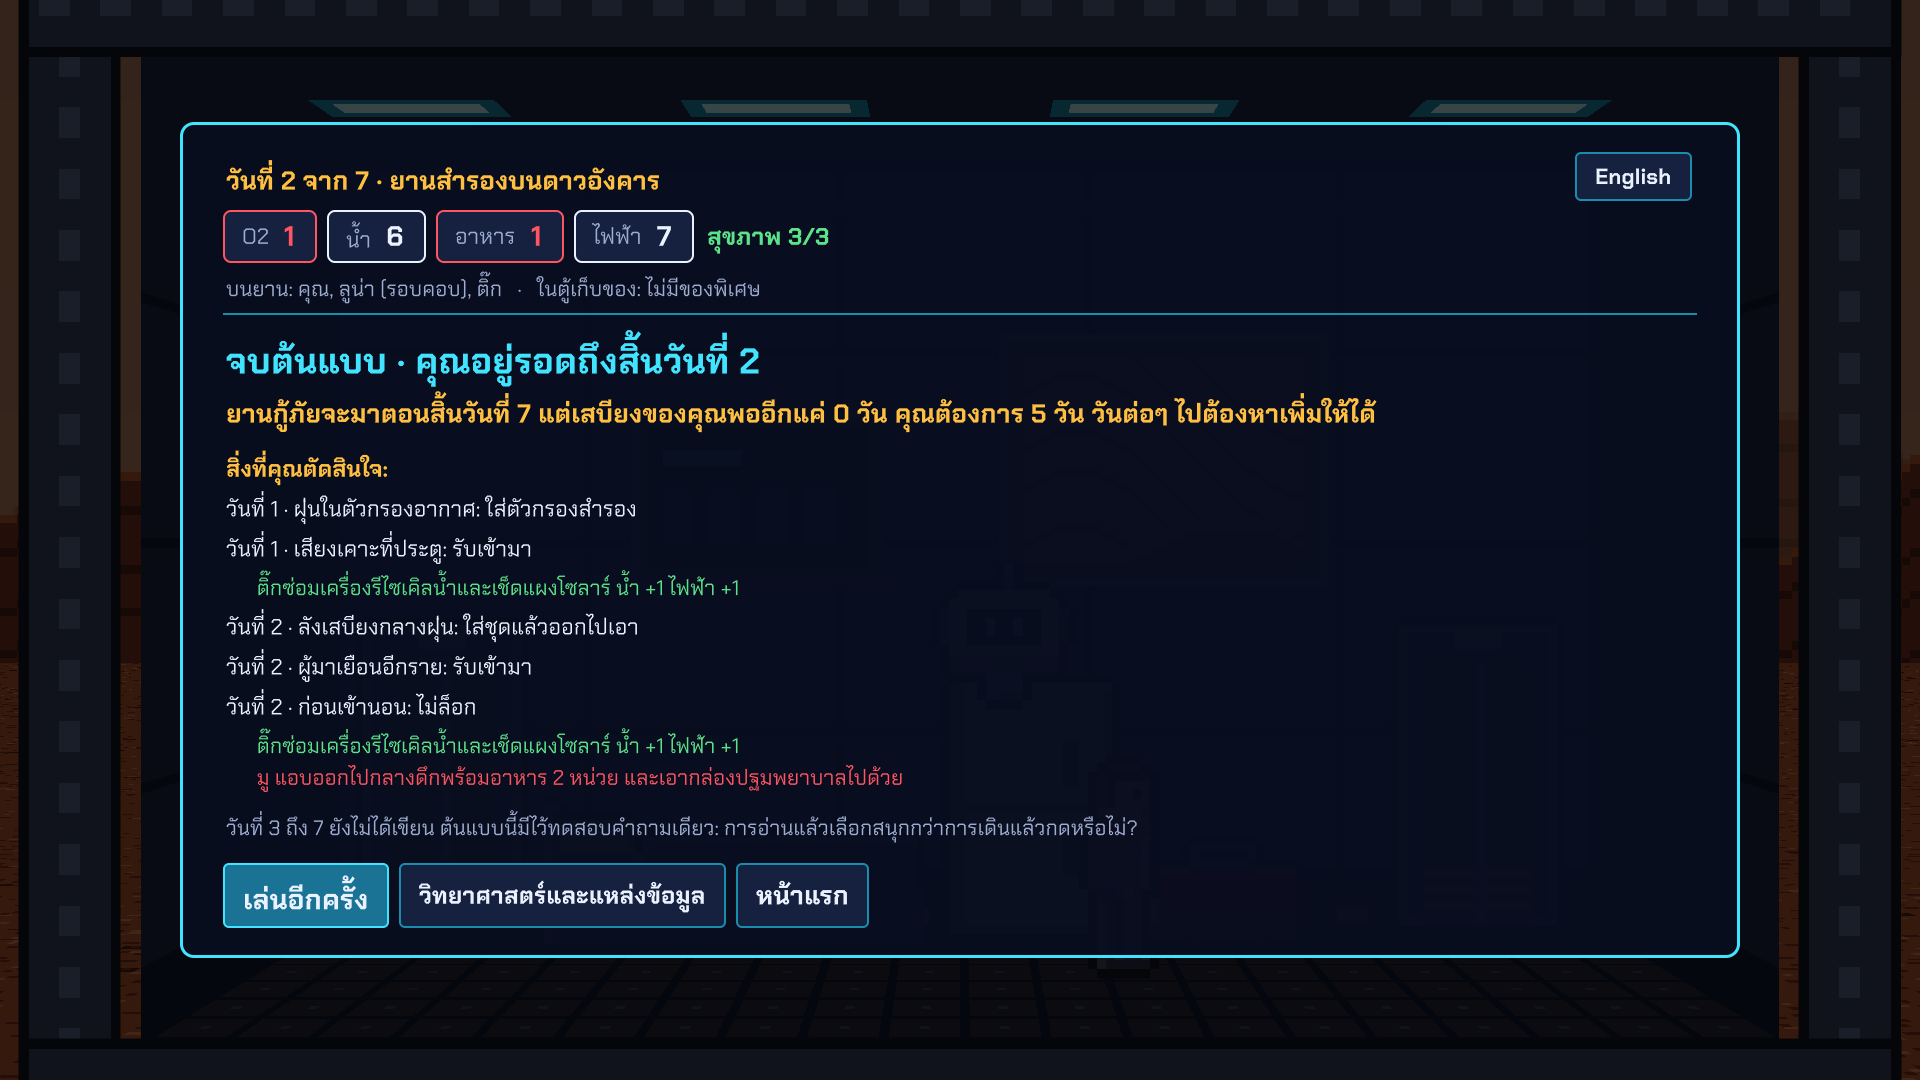 วันที่ 2 จาก 7 · ยานสำรองบนดาวอังคาร
English
O2 1 น้ำ 6 อาหาร 1 ไฟฟ้า 7 สุขภาพ 3/3
บนยาน: คุณ, ลูน่า (รอบคอบ), ติ๊ก · ในตู้เก็บของ: ไม่มีของพิเศษ
จบต้นแบบ · คุณอยู่รอดถึงสิ้นวันที่ 2
ยานกู้ภัยจะมาตอนสิ้นวันที่ 7 แต่เสบียงของคุณพออีกแค่ 0 วัน คุณต้องการ 5 วัน วันต่อๆ ไปต้องหาเพิ่มให้ได้
สิ่งที่คุณตัดสินใจ:
วันที่ 1 · ฝุ่นในตัวกรองอากาศ: ใส่ตัวกรองสำรอง
วันที่ 1 · เสียงเคาะที่ประตู: รับเข้ามา
ติ๊กซ่อมเครื่องรีไซเคิลน้ำและเช็ดแผงโซลาร์ น้ำ +1 ไฟฟ้า +1
วันที่ 2 · ลังเสบียงกลางฝุ่น: ใส่ชุดแล้วออกไปเอา
วันที่ 2 · ผู้มาเยือนอีกราย: รับเข้ามา
วันที่ 2 · ก่อนเข้านอน: ไม่ล็อก
ติ๊กซ่อมเครื่องรีไซเคิลน้ำและเช็ดแผงโซลาร์ น้ำ +1 ไฟฟ้า +1
มู แอบออกไปกลางดึกพร้อมอาหาร 2 หน่วย และเอากล่องปฐมพยาบาลไปด้วย
วันที่ 3 ถึง 7 ยังไม่ได้เขียน ต้นแบบนี้มีไว้ทดสอบคำถามเดียว: การอ่านแล้วเลือกสนุกกว่าการเดินแล้วกดหรือไม่?
เล่นอีกครั้ง วิทยาศาสตร์และแหล่งข้อมูล หน้าแรก